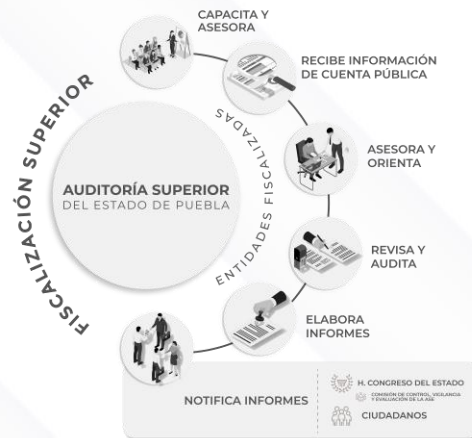 CAPACITA Y
ASESORA
RECIBE INFORMACIÓN
DE CUENTA PÚBLICA
FISCALIZACIÓN SUPERIOR
ENTIDADES FISCALIZADAS
ASESORA Y
ORIENTA
AUDITORÍA SUPERIOR
DEL ESTADO DE PUEBLA
REVISA Y
AUDITA
ELABORA
INFORMES
NOTIFICA INFORMES
H. CONGRESO DEL ESTADO
COMISIÓN DE CONTROL, VIGILANCIA
Y EVALUACIÓN DE LA ASE
CIUDADANOS